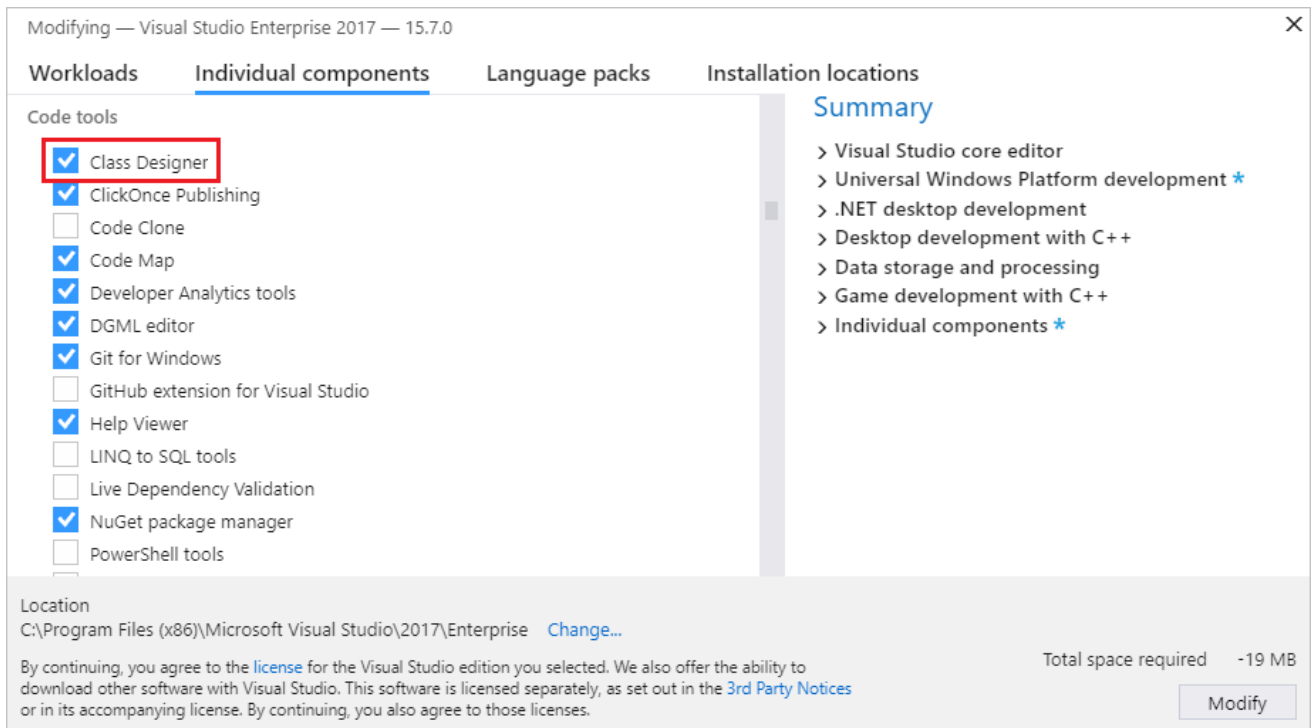 Modifying — Visual Studio Enterprise 2017 — 15.7.0
Workloads Individual components Language packs Installation locations
Code tools
Class Designer
ClickOnce Publishing
Code Clone
Code Map
Developer Analytics tools
DGML editor
Git for Windows
GitHub extension for Visual Studio
Help Viewer
LINQ to SQL tools
Live Dependency Validation
NuGet package manager
PowerShell tools
Summary
Visual Studio core editor
Universal Windows Platform development *
.NET desktop development
Desktop development with C++
Data storage and processing
Game development with C++
Individual components *
Location
C:\Program Files (x86)\Microsoft Visual Studio\2017\Enterprise Change...
By continuing, you agree to the license for the Visual Studio edition you selected. We also offer the ability to
download other software with Visual Studio. This software is licensed separately, as set out in the 3rd Party Notices
or in its accompanying license. By continuing, you also agree to those licenses.
Total space required -19 MB
Modify